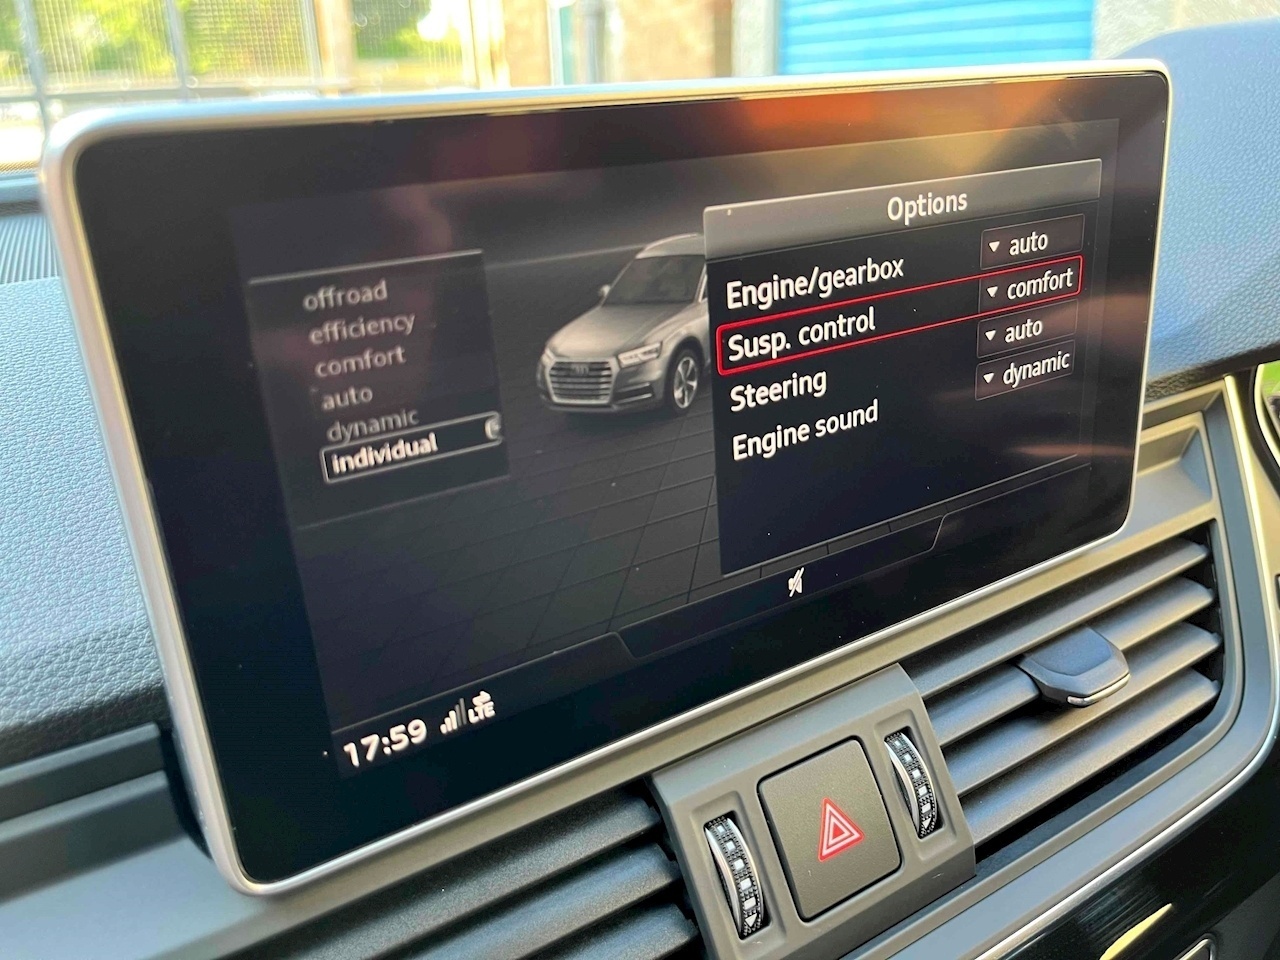 offroad
efficiency
comfort
auto
dynamic
individual
Options
Engine/gearbox auto
Susp. control comfort
Steering auto
Engine sound dynamic
17:59 LTE